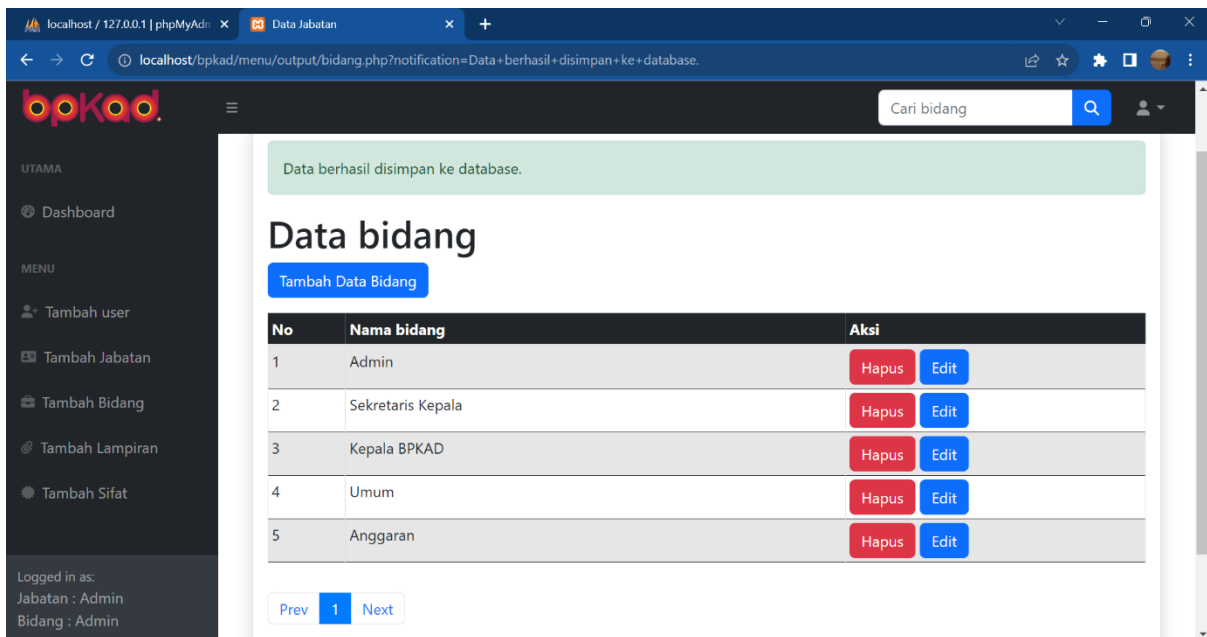 localhost / 127.0.0.1 | phpMyAdn
Data Jabatan
localhost/bpkad/menu/output/bidang.php?notification=Data+berhasil+disimpan+ke+database.
bpkad.
Cari bidang
UTAMA
Dashboard
MENU
Tambah user
Tambah Jabatan
Tambah Bidang
Tambah Lampiran
Tambah Sifat
Logged in as:
Jabatan : Admin
Bidang : Admin
Data berhasil disimpan ke database.
Data bidang
Tambah Data Bidang
No Nama bidang Aksi
1 Admin Hapus Edit
2 Sekretaris Kepala Hapus Edit
3 Kepala BPKAD Hapus Edit
4 Umum Hapus Edit
5 Anggaran Hapus Edit
Prev 1 Next